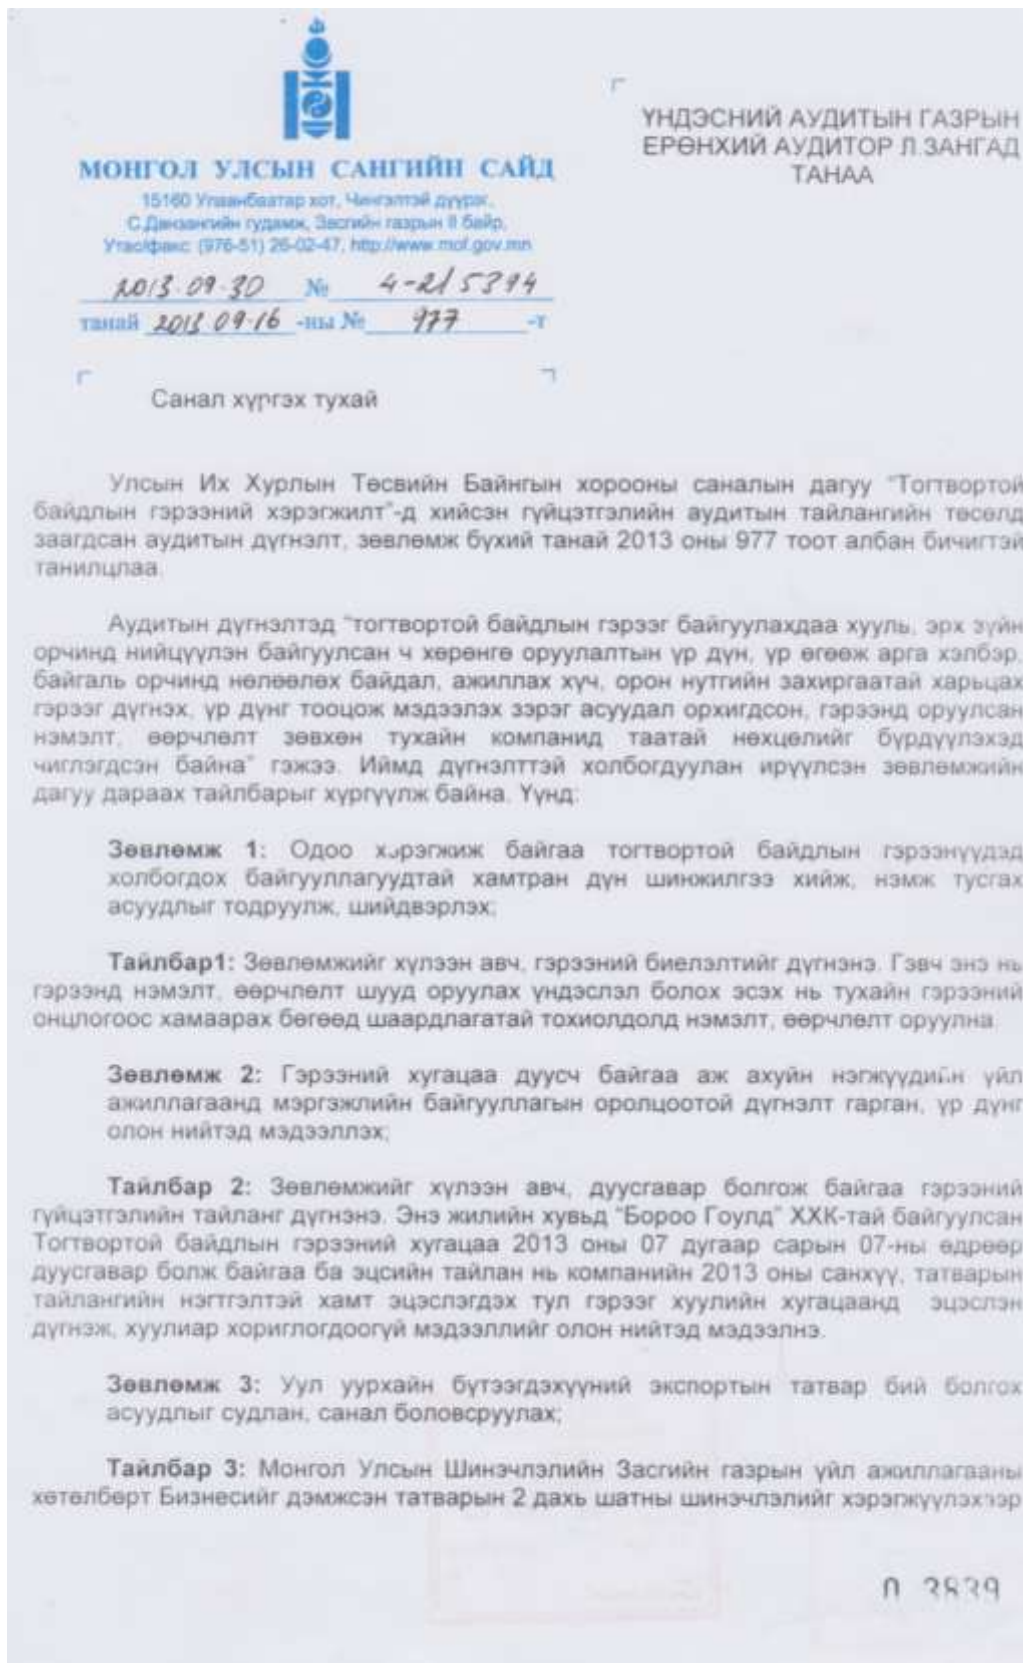 МОНГОЛ УЛСЫН САНГИЙН САЙД
15160 Улаанбаатар хот, Чингэлтэй дүүрэг,
С.Данзангийн гудамж, Засгийн газрын II байр,
Утас/факс: (976-51) 26-02-47, http://www.mof.gov.mn
2013.09.30 № 4-2/5394
танай 2013.09.16 -ны № 977 -т
ҮНДЭСНИЙ АУДИТЫН ГАЗРЫН
ЕРӨНХИЙ АУДИТОР Л.ЗАНГАД
ТАНАА
Санал хүргэх тухай
Улсын Их Хурлын Төсвийн Байнгын хорооны саналын дагуу "Тогтвортой
байдлын гэрээний хэрэгжилт"-д хийсэн гүйцэтгэлийн аудитын тайлангийн төсөлд
заагдсан аудитын дүгнэлт, зөвлөмж бүхий танай 2013 оны 977 тоот албан бичигтэй
танилцлаа.
Аудитын дүгнэлтэд "тогтвортой байдлын гэрээг байгуулахдаа хууль, эрх зүйн
орчинд нийцүүлэн байгуулсан ч хөрөнгө оруулалтын үр дүн, үр өгөөж арга хэлбэр,
байгаль орчинд нөлөөлөх байдал, ажиллах хүч, орон нутгийн захиргаатай харьцах
гэрээг дүгнэх, үр дүнг тооцож мэдээлэх зэрэг асуудал орхигдсон, гэрээнд оруулсан
нэмэлт, өөрчлөлт зөвхөн тухайн компанид таатай нөхцөлийг бүрдүүлэхэд
чиглэгдсэн байна" гэжээ. Иймд дүгнэлттэй холбогдуулан ирүүлсэн зөвлөмжийн
дагуу дараах тайлбарыг хүргүүлж байна. Үүнд:
Зөвлөмж 1: Одоо хэрэгжиж байгаа тогтвортой байдлын гэрээнүүдэд
холбогдох байгууллагуудтай хамтран дүн шинжилгээ хийж, нэмж тусгах
асуудлыг тодруулж, шийдвэрлэх;
Тайлбар1: Зөвлөмжийг хүлээн авч, гэрээний биелэлтийг дүгнэнэ. Гэвч энэ нь
гэрээнд нэмэлт, өөрчлөлт шууд оруулах үндэслэл болох эсэх нь тухайн гэрээний
онцлогоос хамаарах бөгөөд шаардлагатай тохиолдолд нэмэлт, өөрчлөлт оруулна.
Зөвлөмж 2: Гэрээний хугацаа дуусч байгаа аж ахуйн нэгжүүдийн үйл
ажиллагаанд мэргэжлийн байгууллагын оролцоотой дүгнэлт гарган, үр дүнг
олон нийтэд мэдээллэх;
Тайлбар 2: Зөвлөмжийг хүлээн авч, дуусгавар болгож байгаа гэрээний
гүйцэтгэлийн тайланг дүгнэнэ. Энэ жилийн хувьд "Бороо Гоулд" ХХК-тай байгуулсан
Тогтвортой байдлын гэрээний хугацаа 2013 оны 07 дугаар сарын 07-ны өдрөөр
дуусгавар болж байгаа ба эцсийн тайлан нь компанийн 2013 оны санхүү, татварын
тайлангийн нэгтгэлтэй хамт эцэслэгдэх тул гэрээг хуулийн хугацаанд эцэслэн
дүгнэж, хуулиар хориглогдоогүй мэдээллийг олон нийтэд мэдээлнэ.
Зөвлөмж 3: Уул уурхайн бүтээгдэхүүний экспортын татвар бий болгох
асуудлыг судлан, санал боловсруулах;
Тайлбар 3: Монгол Улсын Шинэчлэлийн Засгийн газрын үйл ажиллагааны
хөтөлбөрт Бизнесийг дэмжсэн татварын 2 дахь шатны шинэчлэлийг хэрэгжүүлэхээр
0 3839